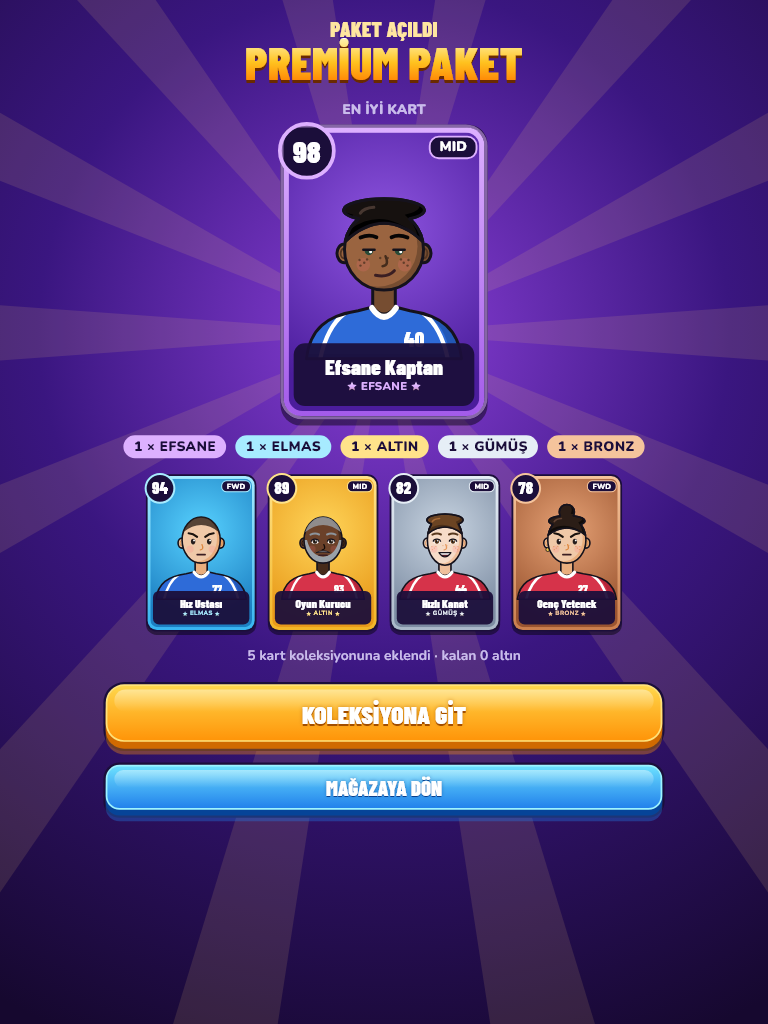 PAKET AÇILDI
PREMİUM PAKET
EN İYİ KART
98
MID
Efsane Kaptan
★ EFSANE ★
1 × EFSANE
1 × ELMAS
1 × ALTIN
1 × GÜMÜŞ
1 × BRONZ
94
FWD
Hız Ustası
★ ELMAS ★
89
MID
Oyun Kurucu
★ ALTIN ★
82
MID
Hızlı Kanat
★ GÜMÜŞ ★
78
FWD
Genç Yetenek
★ BRONZ ★
5 kart koleksiyonuna eklendi · kalan 0 altın
KOLEKSİYONA GİT
MAĞAZAYA DÖN